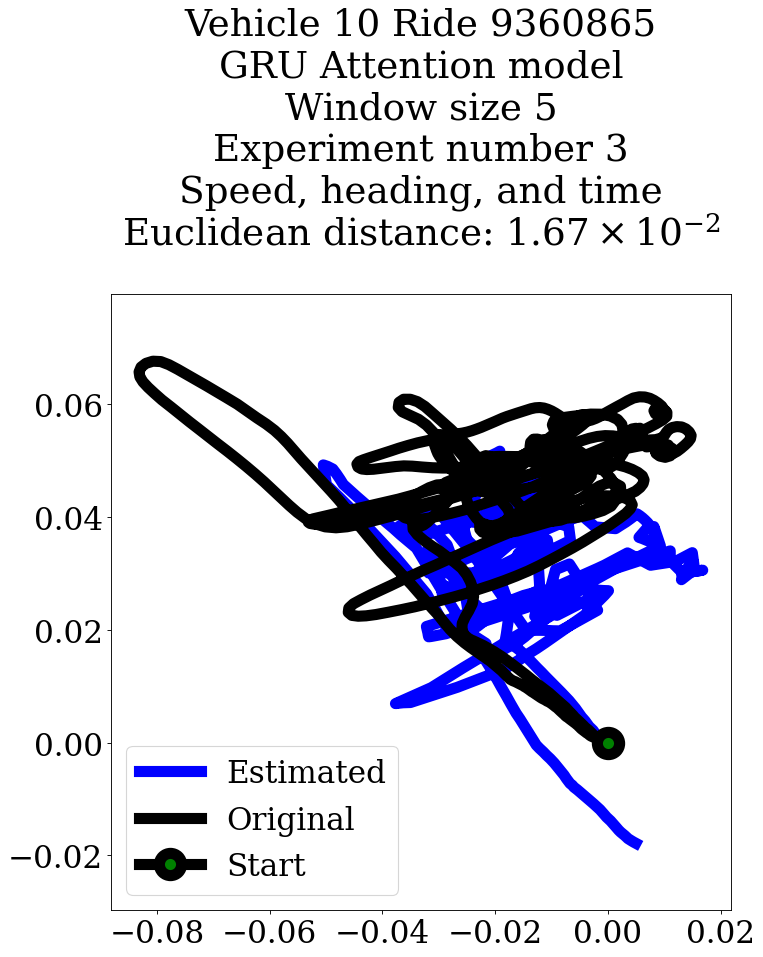 Vehicle 10 Ride 9360865
GRU Attention model
Window size 5
Experiment number 3
Speed, heading, and time
Euclidean distance: 1.67 × 10⁻²
0.06
0.04
0.02
0.00
−0.02
Estimated
Original
Start
−0.08 −0.06 −0.04 −0.02 0.00 0.02